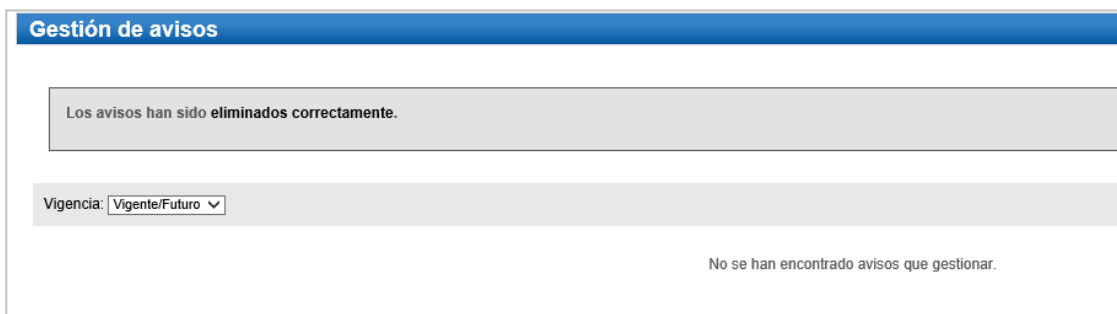 Gestión de avisos
Los avisos han sido eliminados correctamente.
Vigencia: Vigente/Futuro
No se han encontrado avisos que gestionar.